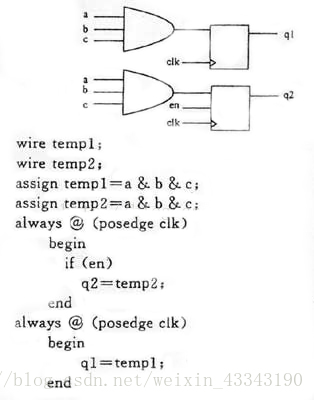 a
b
c
clk
q1
a
b
c
en
clk
q2
wire temp1;
wire temp2;
assign temp1=a & b & c;
assign temp2=a & b & c;
always @ (posedge clk)
begin
if (en)
q2=temp2;
end
always @ (posedge clk)
begin
q1=temp1;
end
//blog.csdn.net/weixin_43343190